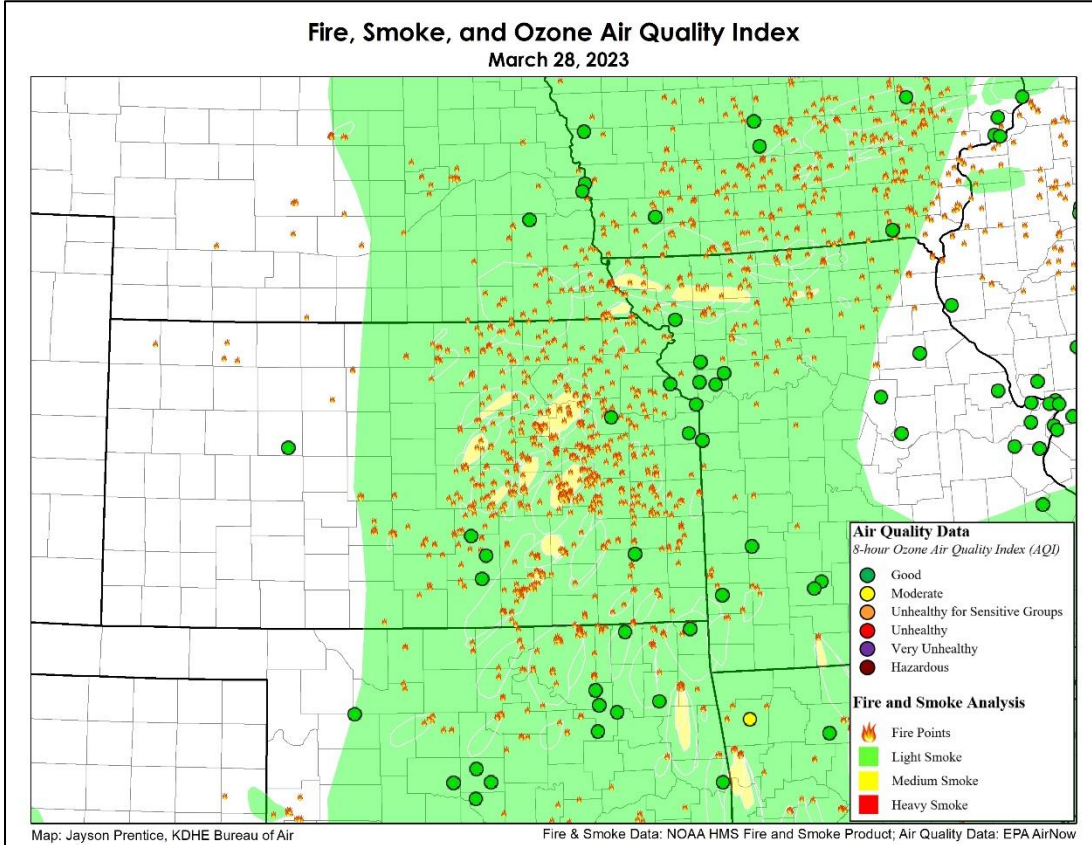 Fire, Smoke, and Ozone Air Quality Index
March 28, 2023
Air Quality Data
8-hour Ozone Air Quality Index (AQI)
Good
Moderate
Unhealthy for Sensitive Groups
Unhealthy
Very Unhealthy
Hazardous
Fire and Smoke Analysis
Fire Points
Light Smoke
Medium Smoke
Heavy Smoke
Map: Jayson Prentice, KDHE Bureau of Air
Fire & Smoke Data: NOAA HMS Fire and Smoke Product; Air Quality Data: EPA AirNow